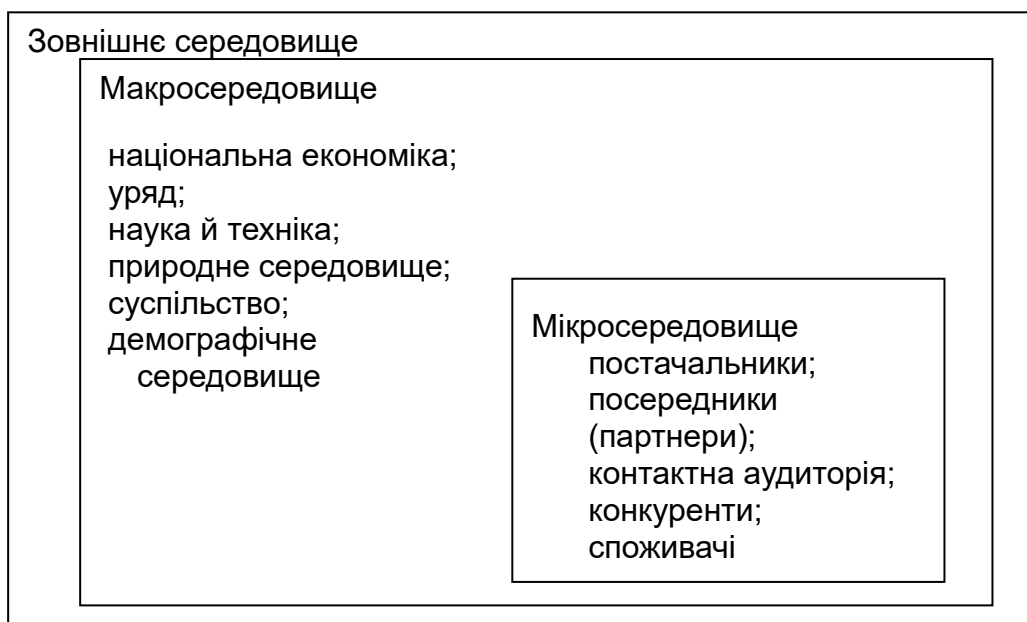 Зовнішнє середовище
Макросередовище
національна економіка;
уряд;
наука й техніка;
природне середовище;
суспільство;
демографічне
середовище
Мікросередовище
постачальники;
посередники
(партнери);
контактна аудиторія;
конкуренти;
споживачі